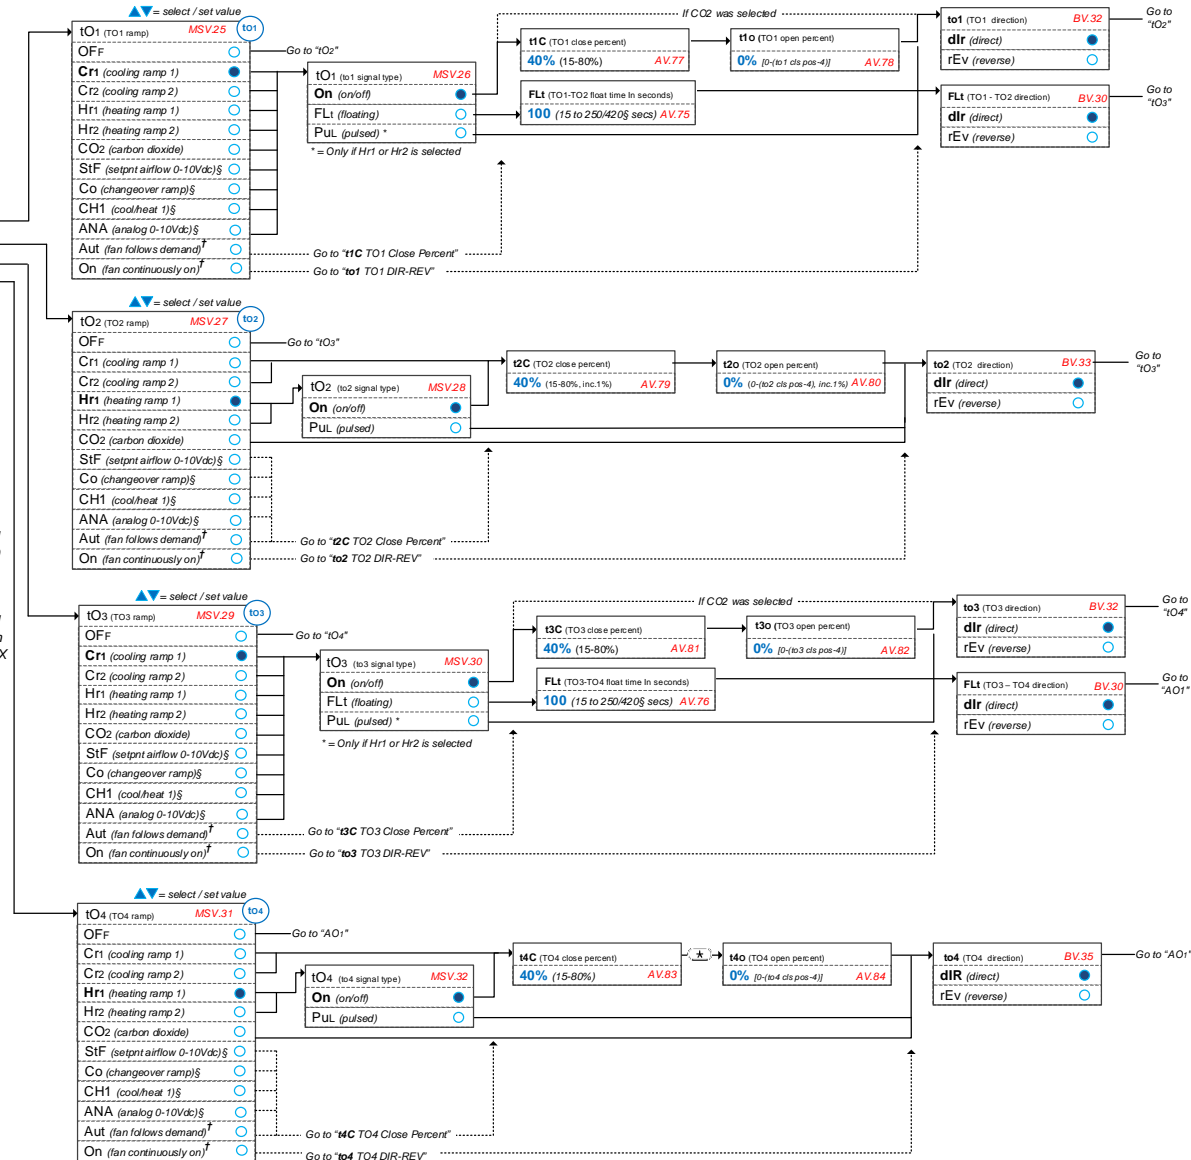 ▲▼= select / set value
tO1 (TO1 ramp) MSV.25 tO1
OFF
Cr1 (cooling ramp 1)
Cr2 (cooling ramp 2)
Hr1 (heating ramp 1)
Hr2 (heating ramp 2)
CO2 (carbon dioxide)
StF (setpnt airflow 0-10Vdc)§
Co (changeover ramp)§
CH1 (cool/heat 1)§
ANA (analog 0-10Vdc)§
Aut (fan follows demand)†
On (fan continuously on)†
Go to "tO2"
tO1 (to1 signal type) MSV.26
On (on/off)
FLt (floating)
PuL (pulsed) *
* = Only if Hr1 or Hr2 is selected
Go to "t1C TO1 Close Percent"
Go to "to1 TO1 DIR-REV"
If CO2 was selected
t1C (TO1 close percent)
40% (15-80%) AV.77
t1o (TO1 open percent)
0% [0-(to1 cls pos-4)] AV.78
FLt (TO1-TO2 float time In seconds)
100 (15 to 250/420§ secs) AV.75
to1 (TO1 direction) BV.32
dIr (direct)
rEv (reverse)
Go to "tO2"
FLt (TO1 - TO2 direction) BV.30
dIr (direct)
rEv (reverse)
Go to "tO3"
▲▼= select / set value
tO2 (TO2 ramp) MSV.27 to2
OFF
Cr1 (cooling ramp 1)
Cr2 (cooling ramp 2)
Hr1 (heating ramp 1)
Hr2 (heating ramp 2)
CO2 (carbon dioxide)
StF (setpnt airflow 0-10Vdc)§
Co (changeover ramp)§
CH1 (cool/heat 1)§
ANA (analog 0-10Vdc)§
Aut (fan follows demand)†
On (fan continuously on)†
Go to "tO3"
tO2 (to2 signal type) MSV.28
On (on/off)
PuL (pulsed)
Go to "t2C TO2 Close Percent"
Go to "to2 TO2 DIR-REV"
t2C (TO2 close percent)
40% (15-80%, inc.1%) AV.79
t2o (TO2 open percent)
0% (0-(to2 cls pos-4), inc.1%) AV.80
to2 (TO2 direction) BV.33
dIr (direct)
rEv (reverse)
Go to "tO3"
▲▼= select / set value
tO3 (TO3 ramp) MSV.29 to3
OFF
Cr1 (cooling ramp 1)
Cr2 (cooling ramp 2)
Hr1 (heating ramp 1)
Hr2 (heating ramp 2)
CO2 (carbon dioxide)
StF (setpnt airflow 0-10Vdc)§
Co (changeover ramp)§
CH1 (cool/heat 1)§
ANA (analog 0-10Vdc)§
Aut (fan follows demand)†
On (fan continuously on)†
Go to "tO4"
tO3 (to3 signal type) MSV.30
On (on/off)
FLt (floating)
PuL (pulsed) *
* = Only if Hr1 or Hr2 is selected
Go to "t3C TO3 Close Percent"
Go to "to3 TO3 DIR-REV"
If CO2 was selected
t3C (TO3 close percent)
40% (15-80%) AV.81
t3o (TO3 open percent)
0% [0-(to3 cls pos-4)] AV.82
FLt (TO3-TO4 float time In seconds)
100 (15 to 250/420§ secs) AV.76
to3 (TO3 direction) BV.32
dIr (direct)
rEv (reverse)
Go to "tO4"
FLt (TO3 – TO4 direction) BV.30
dIr (direct)
rEv (reverse)
Go to "AO1"
n
X
▲▼= select / set value
tO4 (TO4 ramp) MSV.31 to4
OFF
Cr1 (cooling ramp 1)
Cr2 (cooling ramp 2)
Hr1 (heating ramp 1)
Hr2 (heating ramp 2)
CO2 (carbon dioxide)
StF (setpnt airflow 0-10Vdc)§
Co (changeover ramp)§
CH1 (cool/heat 1)§
ANA (analog 0-10Vdc)§
Aut (fan follows demand)†
On (fan continuously on)†
Go to "AO1"
tO4 (to4 signal type) MSV.32
On (on/off)
PuL (pulsed)
Go to "t4C TO4 Close Percent"
Go to "to4 TO4 DIR-REV"
t4C (TO4 close percent)
40% (15-80%) AV.83
*
t4o (TO4 open percent)
0% [0-(to4 cls pos-4)] AV.84
to4 (TO4 direction) BV.35
dIR (direct)
rEv (reverse)
Go to "AO1"